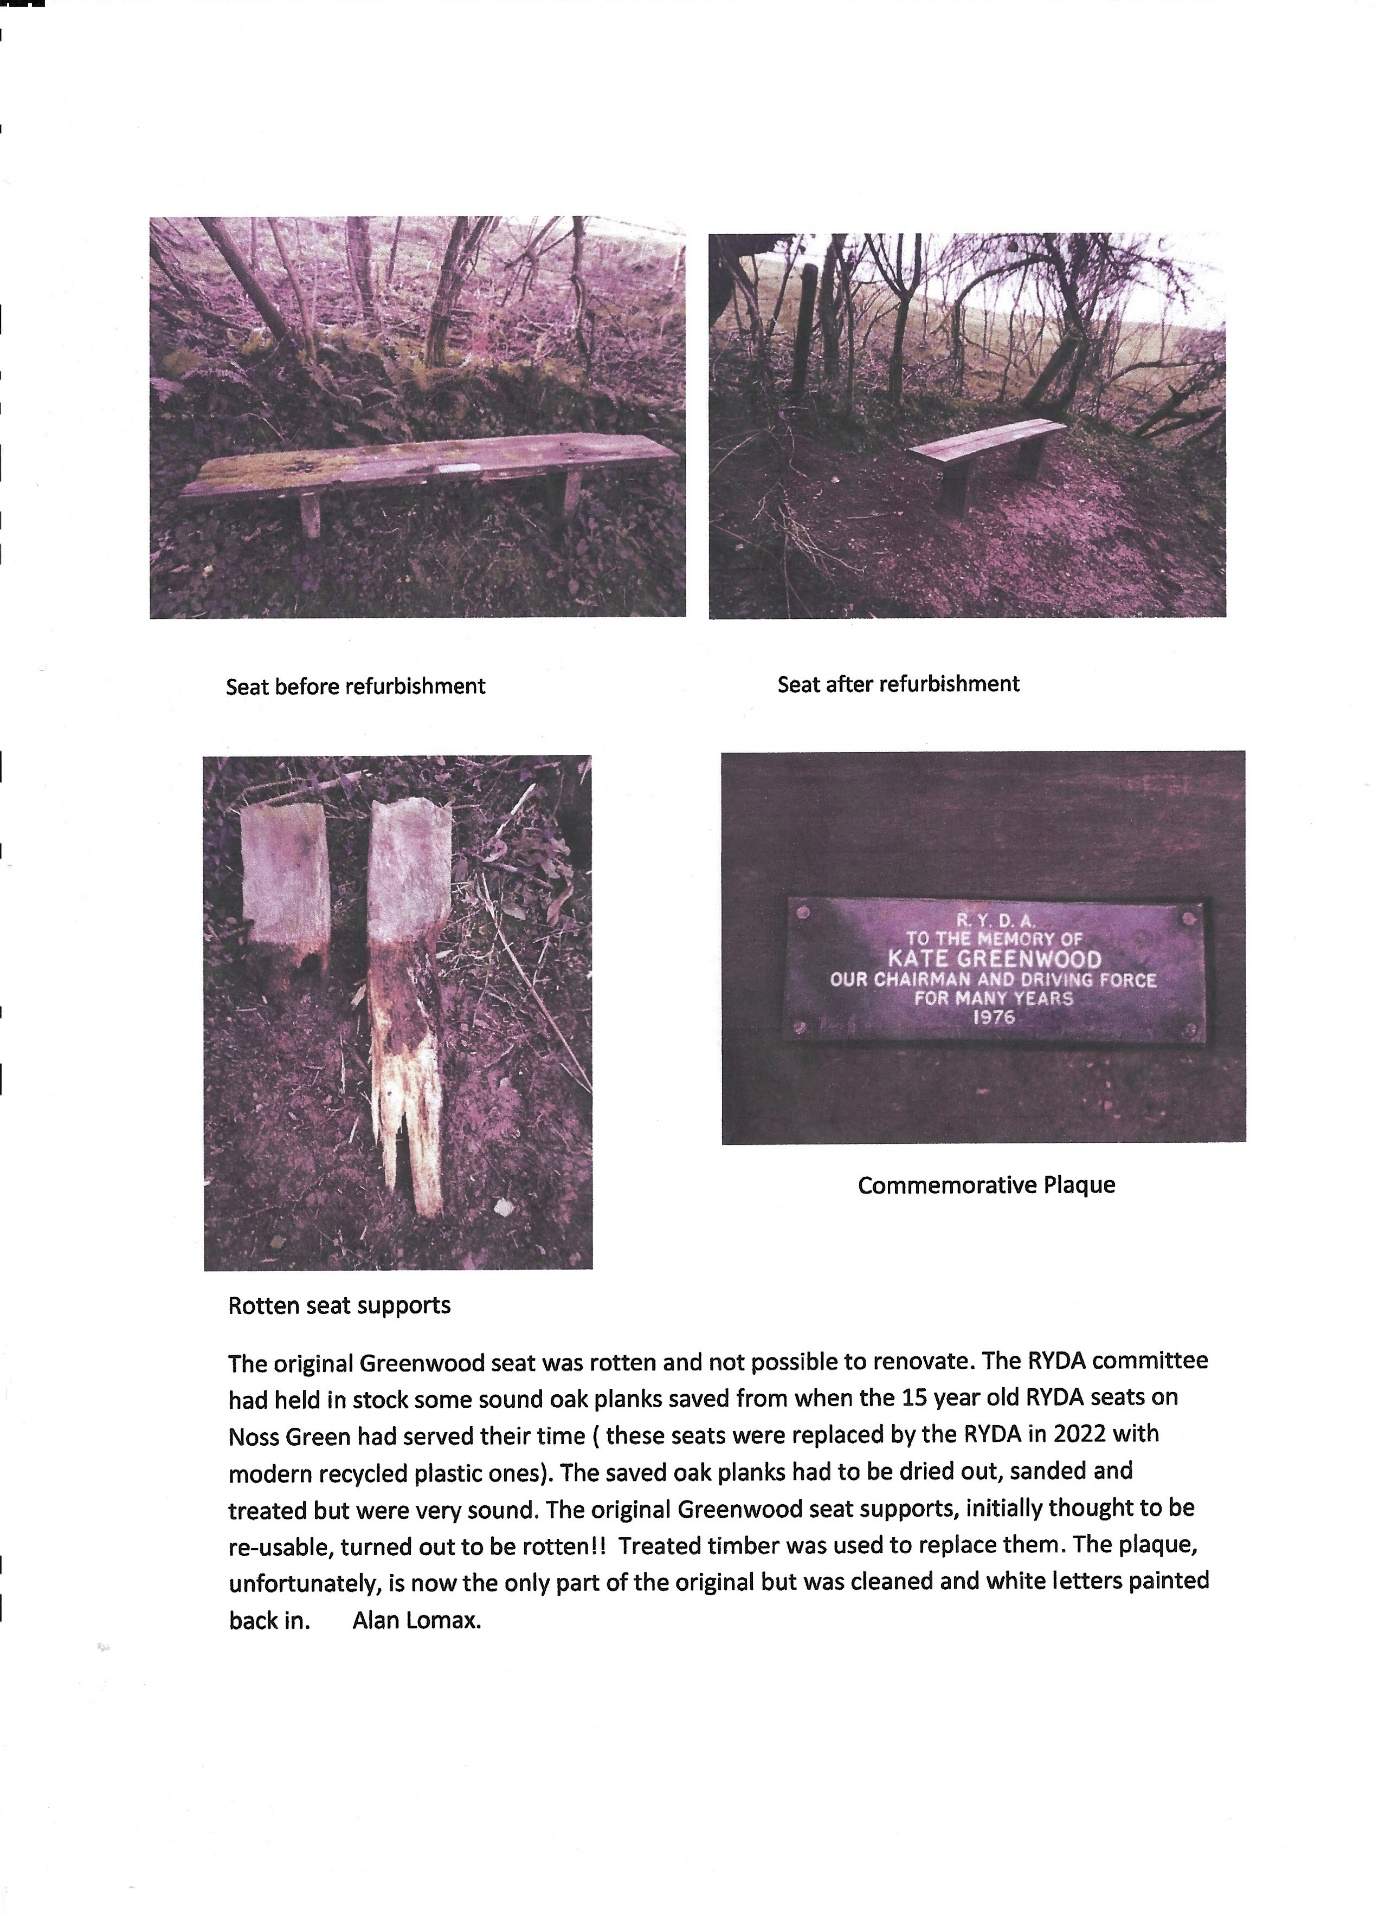 Seat before refurbishment
Seat after refurbishment
R. Y. D. A.
TO THE MEMORY OF
KATE GREENWOOD
OUR CHAIRMAN AND DRIVING FORCE
FOR MANY YEARS
1976
Commemorative Plaque
Rotten seat supports
The original Greenwood seat was rotten and not possible to renovate. The RYDA committee
had held in stock some sound oak planks saved from when the 15 year old RYDA seats on
Noss Green had served their time ( these seats were replaced by the RYDA in 2022 with
modern recycled plastic ones). The saved oak planks had to be dried out, sanded and
treated but were very sound. The original Greenwood seat supports, initially thought to be
re-usable, turned out to be rotten!!  Treated timber was used to replace them. The plaque,
unfortunately, is now the only part of the original but was cleaned and white letters painted
back in.      Alan Lomax.